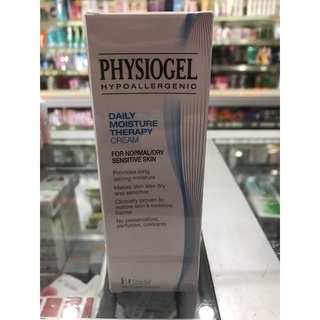 PHYSIOGEL
HYPOALLERGENIC
DAILY
MOISTURE
THERAPY
CREAM
FOR NORMAL/DRY
SENSITIVE SKIN
Provides long
lasting moisture
Makes skin less dry
and sensitive
Clinically proven to
restore skin's moisture
barrier
No preservatives,
perfumes, colorants
Stiefel